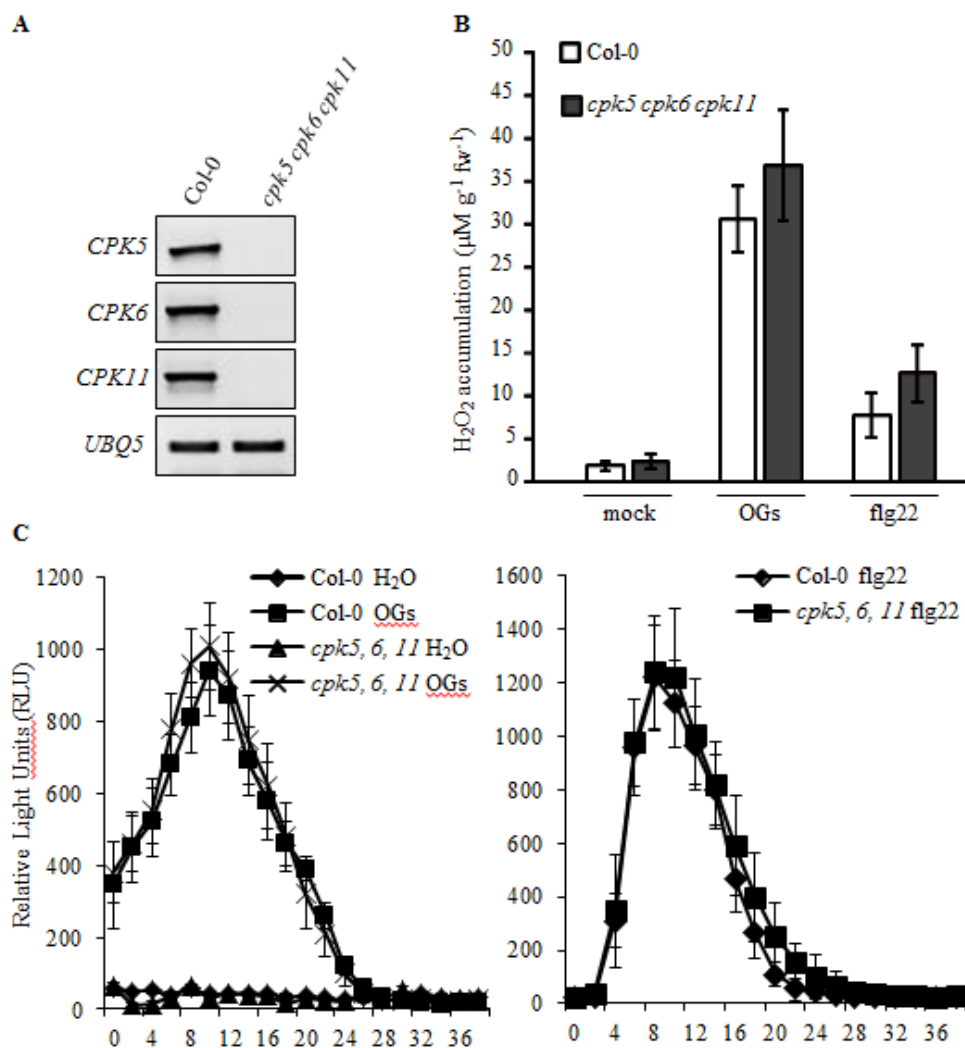 A
Col-0
cpk5 cpk6 cpk11
CPK5
CPK6
CPK11
UBQ5
B
Col-0
cpk5 cpk6 cpk11
H₂O₂ accumulation (µM g⁻¹ fw⁻¹)
50
45
40
35
30
25
20
15
10
5
0
mock
OGs
flg22
C
Relative Light Units (RLU)
1200
1000
800
600
400
200
0
Col-0 H₂O
Col-0 OGs
cpk5, 6, 11 H₂O
cpk5, 6, 11 OGs
0 4 8 12 16 20 24 28 32 36
1600
1400
1200
1000
800
600
400
200
0
Col-0 flg22
cpk5, 6, 11 flg22
0 4 8 12 16 20 24 28 32 36